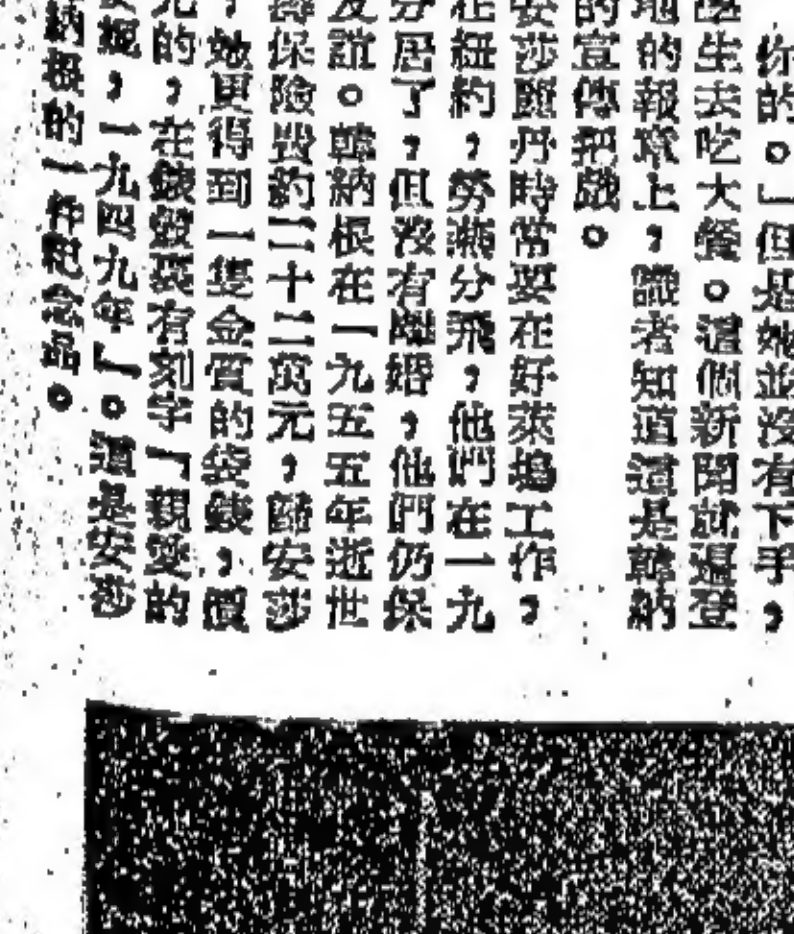 你的。」但是她並沒有下手，
學生去吃大餐。這個新聞就遍登
地的報章上，識者知道這是韓納
的宣傳把戲。
安莎麗丹時常要在好萊塢工作，
在紐約，勞燕分飛，他們在一九
分居了，但沒有離婚，他們仍保
友誼。韓納根在一九五五年逝世
壽保險費約二十二萬元，歸安莎
，她更得到一隻金質的袋錶，價
元的，在錶殼裏有刻字「親愛的
妮，一九四九年」。這是安莎
納根的一件紀念品。